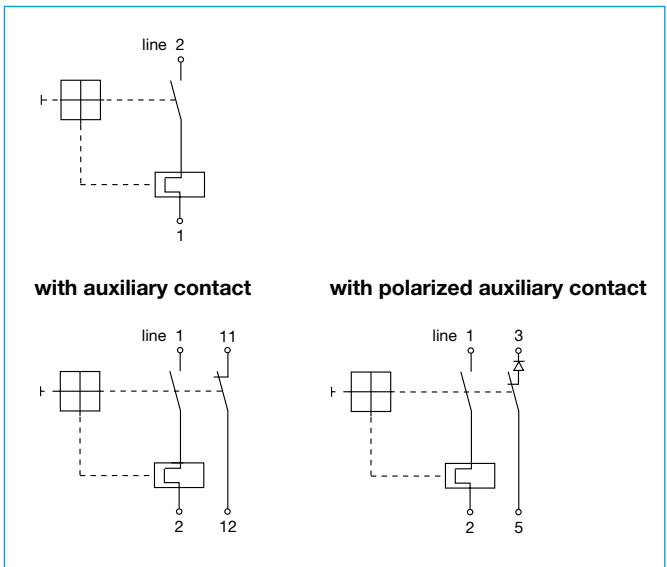 line 2
1
with auxiliary contact
with polarized auxiliary contact
line 1 11
line 1 3
2 12
2 5